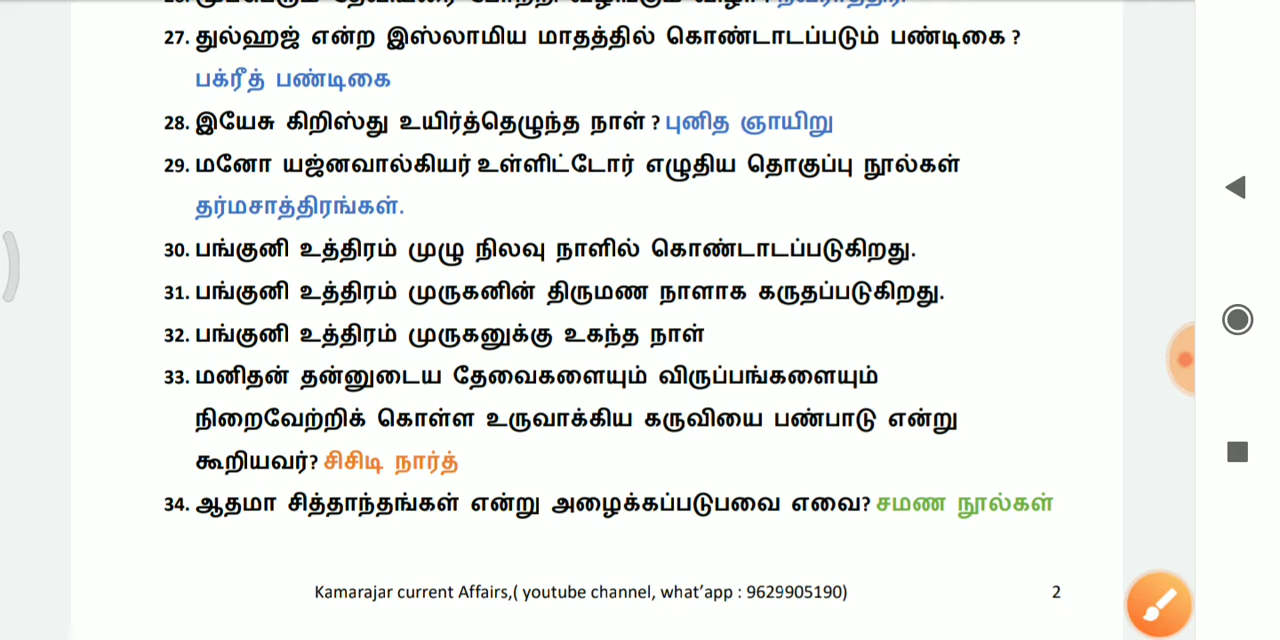 27. துல்ஹஜ் என்ற இஸ்லாமிய மாதத்தில் கொண்டாடப்படும் பண்டிகை ?
பக்ரீத் பண்டிகை
28. இயேசு கிறிஸ்து உயிர்த்தெழுந்த நாள் ? புனித ஞாயிறு
29. மனோ யஜ்னவால்கியர் உள்ளிட்டோர் எழுதிய தொகுப்பு நூல்கள்
தர்மசாத்திரங்கள்.
30. பங்குனி உத்திரம் முழு நிலவு நாளில் கொண்டாடப்படுகிறது.
31. பங்குனி உத்திரம் முருகனின் திருமண நாளாக கருதப்படுகிறது.
32. பங்குனி உத்திரம் முருகனுக்கு உகந்த நாள்
33. மனிதன் தன்னுடைய தேவைகளையும் விருப்பங்களையும்
நிறைவேற்றிக் கொள்ள உருவாக்கிய கருவியை பண்பாடு என்று
கூறியவர்? சிசிடி நார்த்
34. ஆதமா சித்தாந்தங்கள் என்று அழைக்கப்படுபவை எவை? சமண நூல்கள்
Kamarajar current Affairs,( youtube channel, what’app : 9629905190) 2